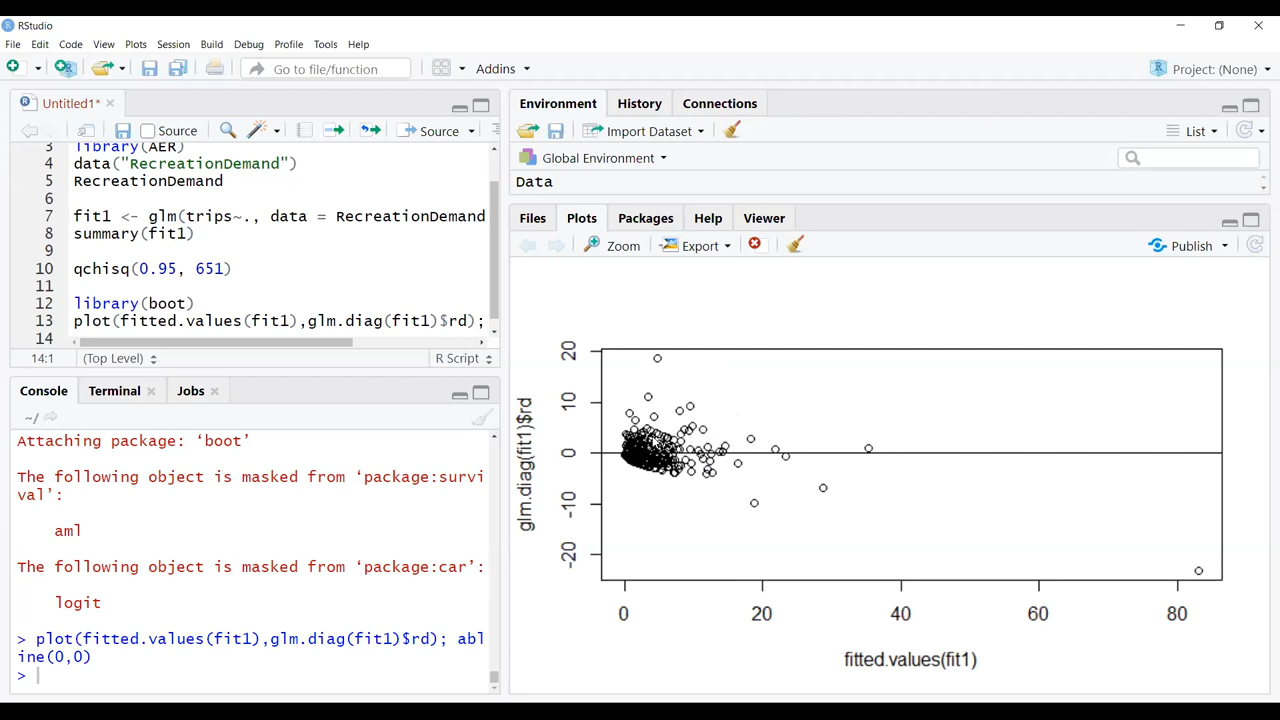 RStudio
File Edit Code View Plots Session Build Debug Profile Tools Help
Go to file/function Addins Project: (None)
Untitled1*
Source Source
3 library(AER)
4 data("RecreationDemand")
5 RecreationDemand
6
7 fit1 <- glm(trips~., data = RecreationDemand
8 summary(fit1)
9
10 qchisq(0.95, 651)
11
12 library(boot)
13 plot(fitted.values(fit1),glm.diag(fit1)$rd);
14
14:1 (Top Level) R Script
Console Terminal Jobs
~/
Attaching package: ‘boot’
The following object is masked from ‘package:survi
val’:
aml
The following object is masked from ‘package:car’:
logit
> plot(fitted.values(fit1),glm.diag(fit1)$rd); abl
ine(0,0)
>
Environment History Connections
Import Dataset List
Global Environment
Data
Files Plots Packages Help Viewer
Zoom Export Publish
glm.diag(fit1)$rd
20
10
0
-10
-20
0 20 40 60 80
fitted.values(fit1)